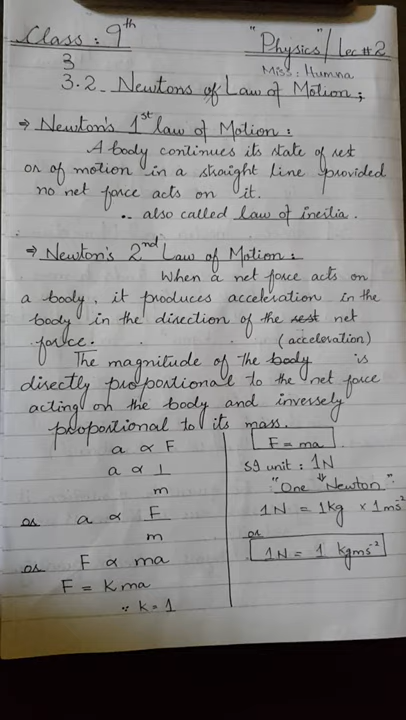 Class : 9th
"Physics"/Lec # 2
3
Miss : Humna
3.2 - Newtons of Law of Motion ;
⇒ Newton's 1st law of Motion :
A body continues its state of rest
or of motion in a straight line provided
no net force acts on it.
∴ also called law of ineitia .
⇒ Newton's 2nd Law of Motion :
When a net force acts on
a body, it produces acceleration in the
body in the direction of the rest net
force.
(acceleration)
The magnitude of the body is
directly proportional to the net force
acting on the body and inversely
proportional to its mass.
a ∝ F
a ∝ 1
m
or a ∝ F
m
or F ∝ ma
F = K ma
∵ k = 1
F = ma
SI unit : 1N
"One Newton"
1N = 1kg × 1ms-2
or
1N = 1 kgms-2